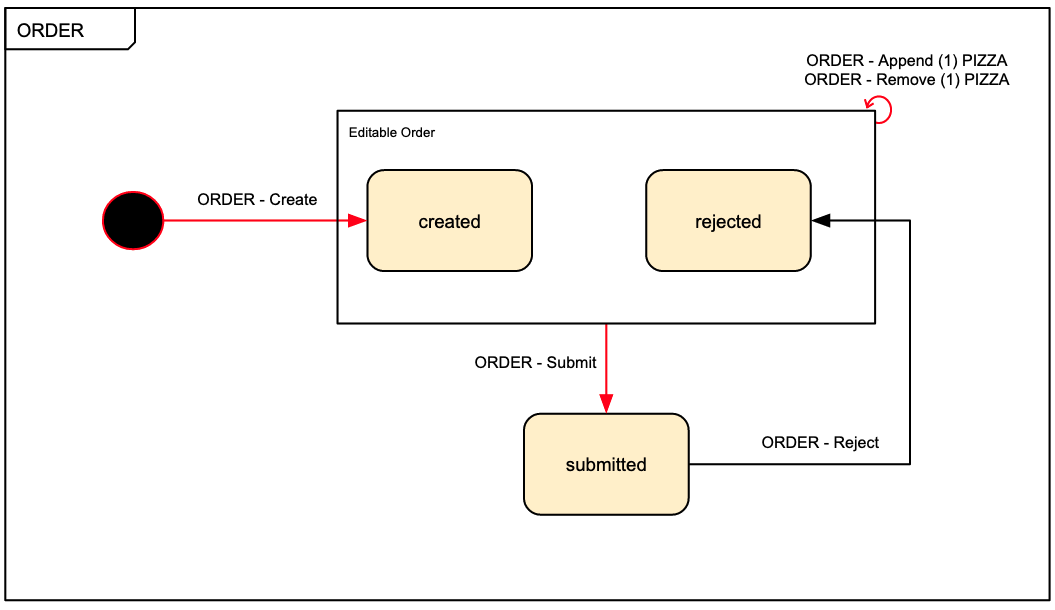 ORDER
ORDER - Append (1) PIZZA
ORDER - Remove (1) PIZZA
Editable Order
ORDER - Create
created
rejected
ORDER - Submit
ORDER - Reject
submitted